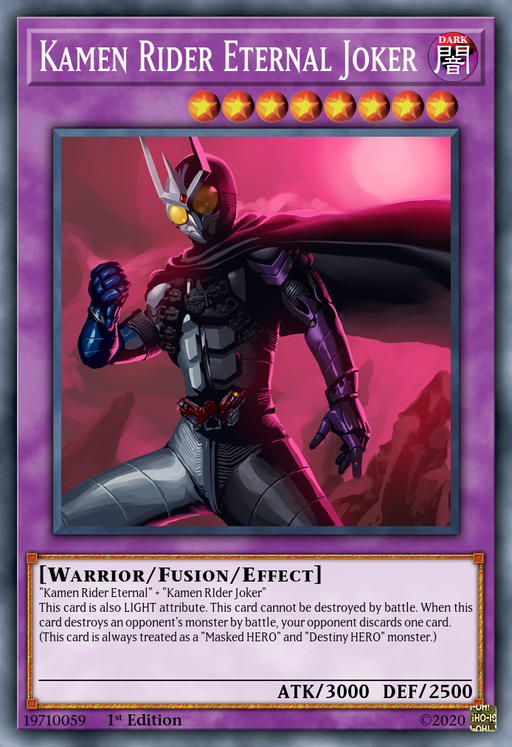 KAMEN RIDER ETERNAL JOKER
DARK
闇
[WARRIOR/FUSION/EFFECT]
"Kamen Rider Eternal" + "Kamen RIder Joker"
This card is also LIGHT attribute. This card cannot be destroyed by battle. When this
card destroys an opponent's monster by battle, your opponent discards one card.
(This card is always treated as a "Masked HERO" and "Destiny HERO" monster.)
ATK/3000 DEF/2500
19710059 1st Edition ©2020